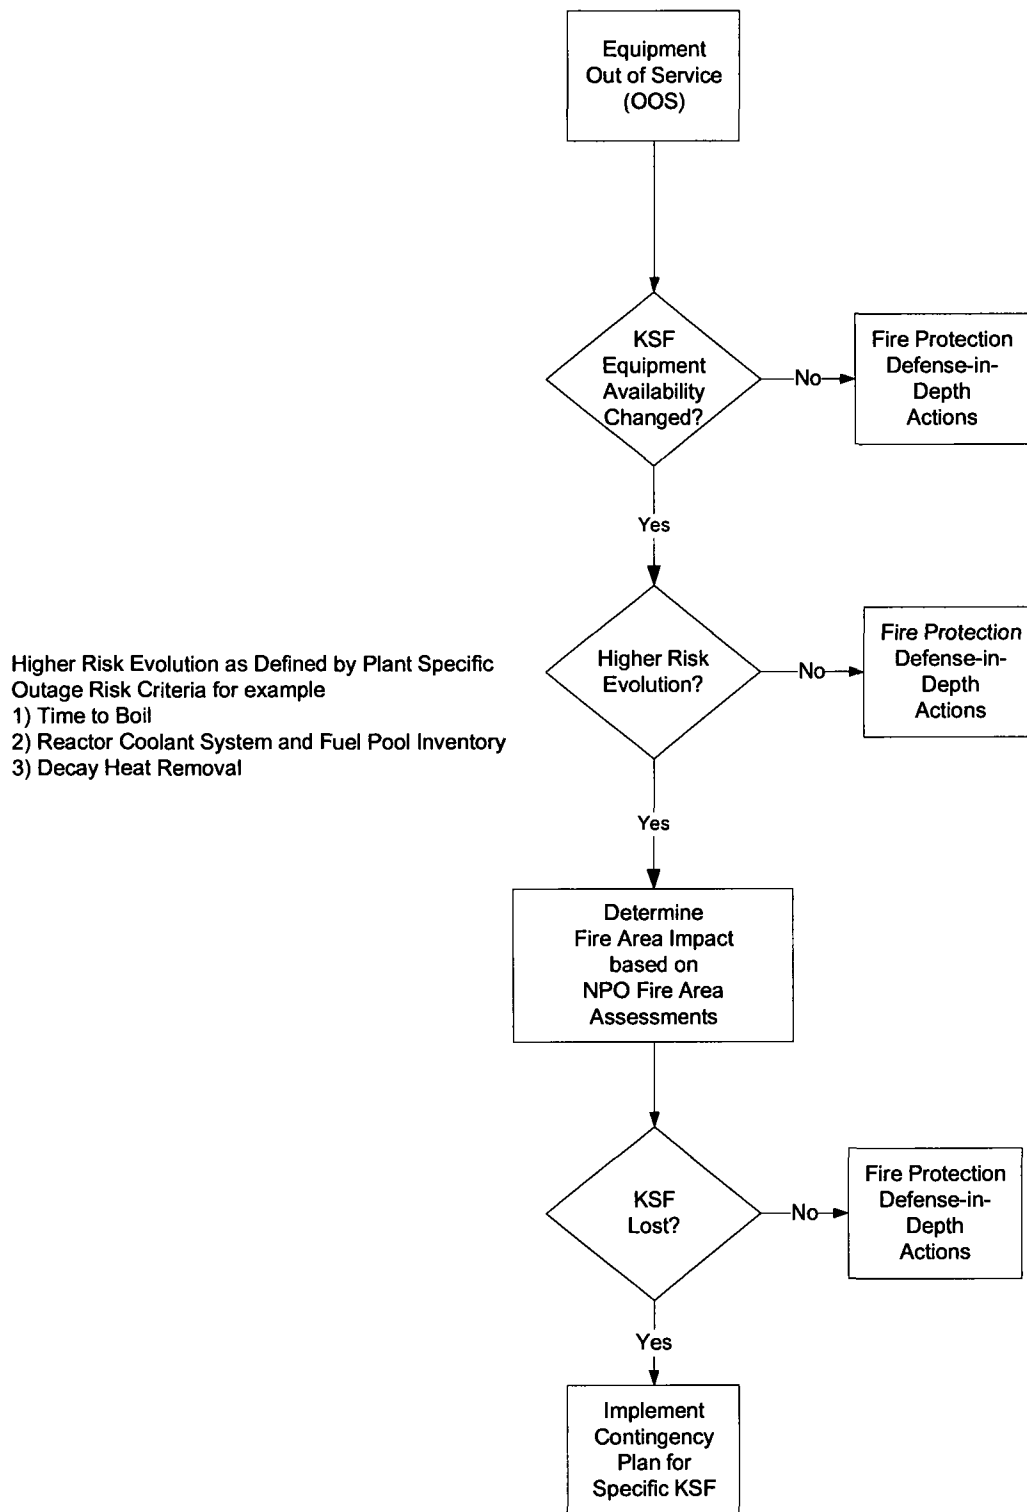 Equipment
Out of Service
(OOS)
KSF
Equipment
Availability
Changed?
No
Fire Protection
Defense-in-
Depth
Actions
Yes
Higher Risk Evolution as Defined by Plant Specific
Outage Risk Criteria for example
1) Time to Boil
2) Reactor Coolant System and Fuel Pool Inventory
3) Decay Heat Removal
Higher Risk
Evolution?
No
Fire Protection
Defense-in-
Depth
Actions
Yes
Determine
Fire Area Impact
based on
NPO Fire Area
Assessments
KSF
Lost?
No
Fire Protection
Defense-in-
Depth
Actions
Yes
Implement
Contingency
Plan for
Specific KSF